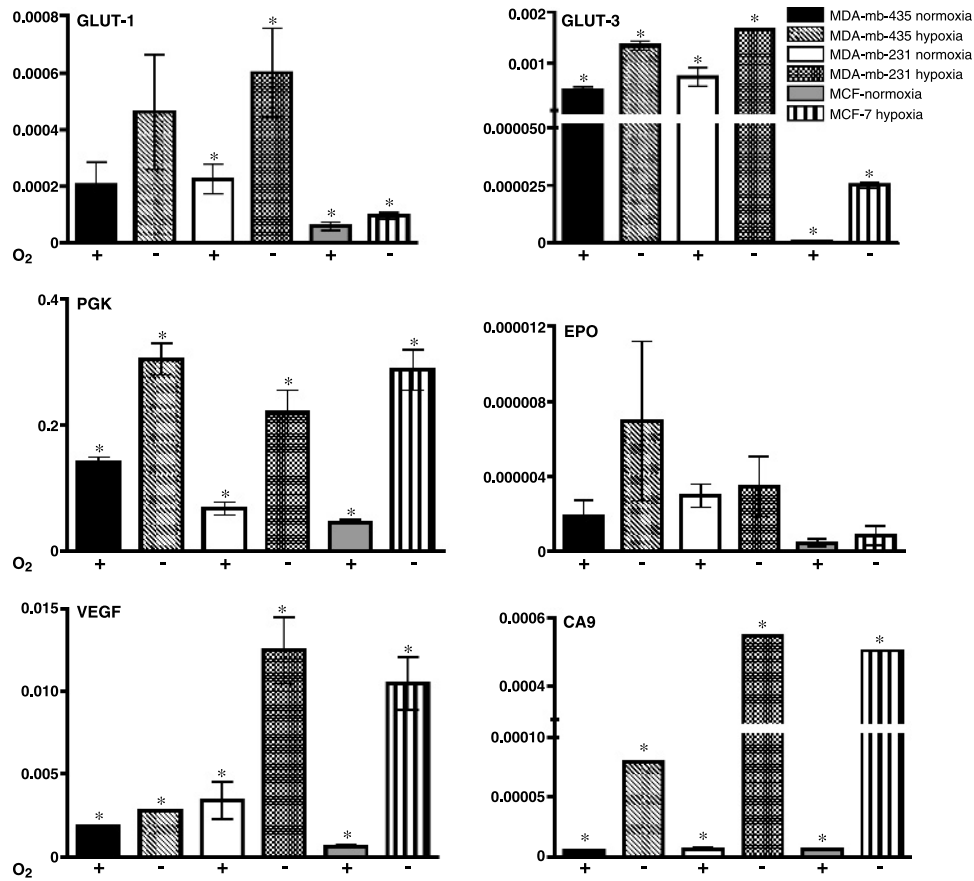 GLUT-1
0.0008
0.0006
0.0004
0.0002
0
* * * *
O2 + - + - + -
GLUT-3
0.002
0.001
0.000050
0.000025
0
* * * * * *
+ - + - + -
MDA-mb-435 normoxia
MDA-mb-435 hypoxia
MDA-mb-231 normoxia
MDA-mb-231 hypoxia
MCF-normoxia
MCF-7 hypoxia
PGK
0.4
0.2
0
* * * * * *
O2 + - + - + -
EPO
0.000012
0.000008
0.000004
0
+ - + - + -
VEGF
0.015
0.010
0.005
0
* * * * * *
O2 + - + - + -
CA9
0.0006
0.0004
0.00010
0.00005
0
* * * * * *
+ - + - + -